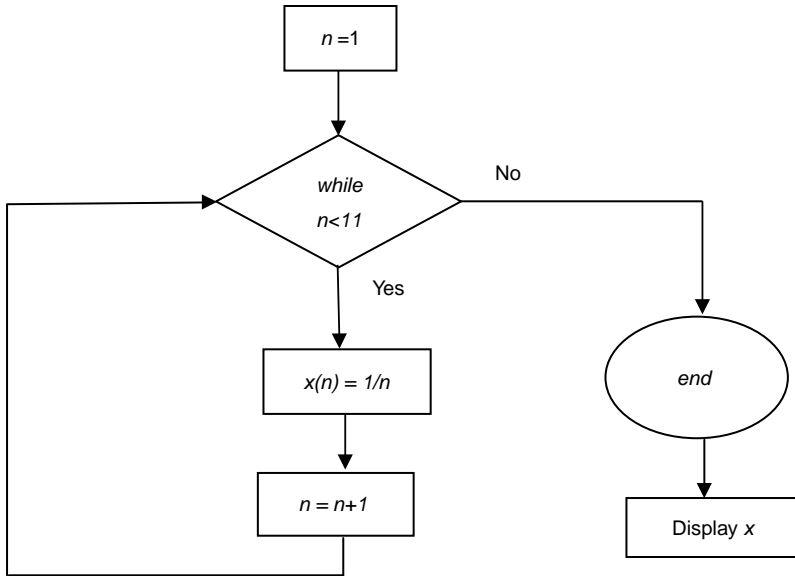 n =1
while
n<11
No
Yes
x(n) = 1/n
end
n = n+1
Display x